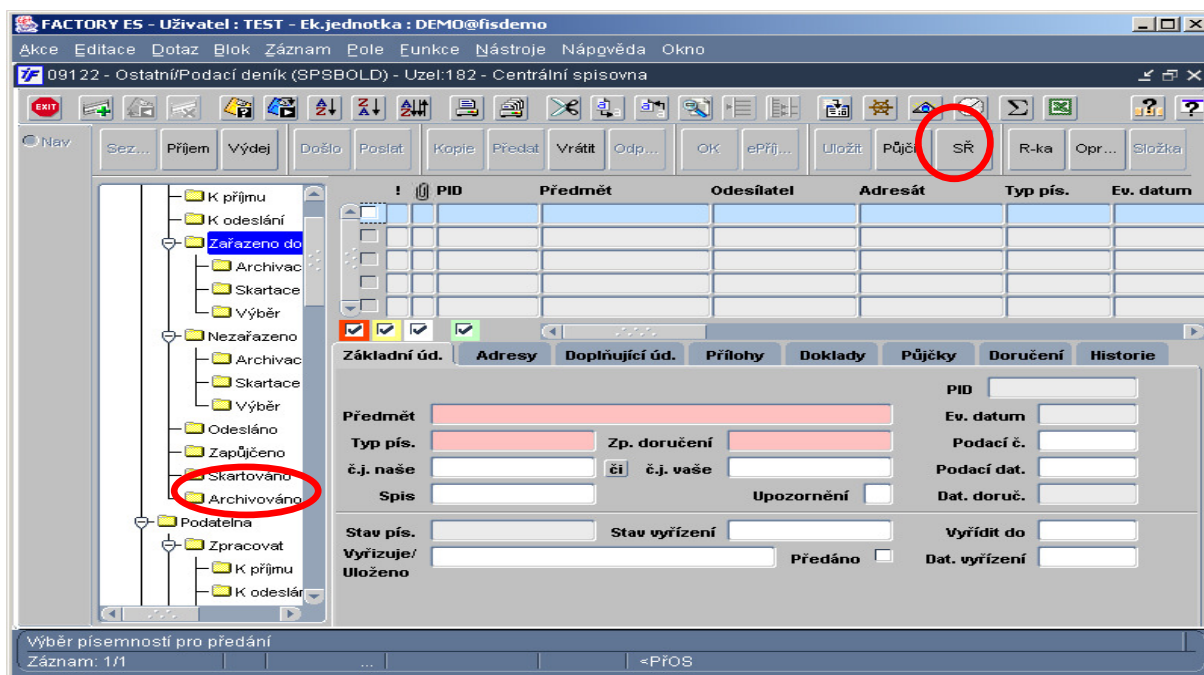 FACTORY ES - Uživatel : TEST - Ek.jednotka : DEMO@fisdemo
Akce Editace Dotaz Blok Záznam Pole Funkce Nástroje Nápověda Okno
09122 - Ostatní/Podací deník (SPSBOLD) - Uzel:182 - Centrální spisovna
EXIT
Nav Sez... Příjem Výdej Došlo Poslat Kopie Předat Vrátit Odp... OK ePříj... Uložit Půjči SŘ R-ka Opr... Složka
! PID Předmět Odesílatel Adresát Typ pís. Ev. datum
K příjmu
K odeslání
Zařazeno do
Archivac
Skartace
Výběr
Nezařazeno
Archivac
Skartace
Výběr
Odesláno
Zapůjčeno
Skartováno
Archivováno
Podatelna
Zpracovat
K příjmu
K odeslár
Základní úd. Adresy Doplňující úd. Přílohy Doklady Půjčky Doručení Historie
PID
Předmět Ev. datum
Typ pís. Zp. doručení Podací č.
č.j. naše či č.j. vaše Podací dat.
Spis Upozornění Dat. doruč.
Stav pís. Stav vyřízení Vyřídit do
Vyřizuje/ Předáno Dat. vyřízení
Uloženo
Výběr písemností pro předání
Záznam: 1/1 ... <PřOS